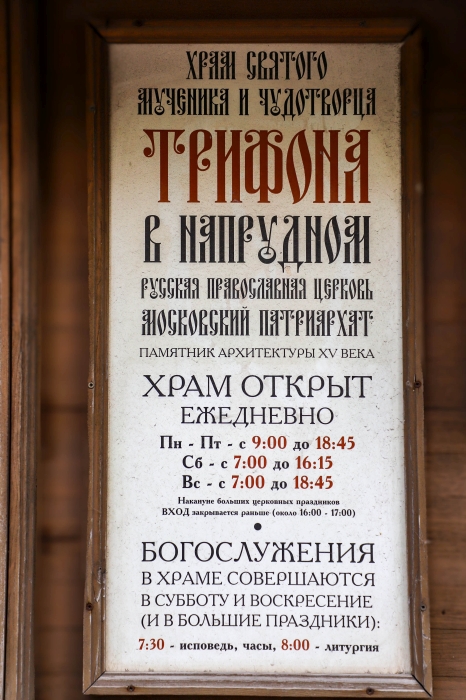 ХРАМ СВЯТОГО
МУЧЕНИКА И ЧУДОТВОРЦА
ТРИФОНА
В НАПРУДНОМ
РУССКАЯ ПРАВОСЛАВНАЯ ЦЕРКОВЬ
МОСКОВСКИЙ ПАТРИАРХАТ
ПАМЯТНИК АРХИТЕКТУРЫ XV ВЕКА
ХРАМ ОТКРЫТ
ЕЖЕДНЕВНО
Пн - Пт - с 9:00 до 18:45
Сб - с 7:00 до 16:15
Вс - с 7:00 до 18:45
Накануне больших церковных праздников
ВХОД закрывается раньше (около 16:00 - 17:00)
•
БОГОСЛУЖЕНИЯ
В ХРАМЕ СОВЕРШАЮТСЯ
В СУББОТУ И ВОСКРЕСЕНИЕ
(И В БОЛЬШИЕ ПРАЗДНИКИ):
7:30 - исповедь, часы, 8:00 - литургия